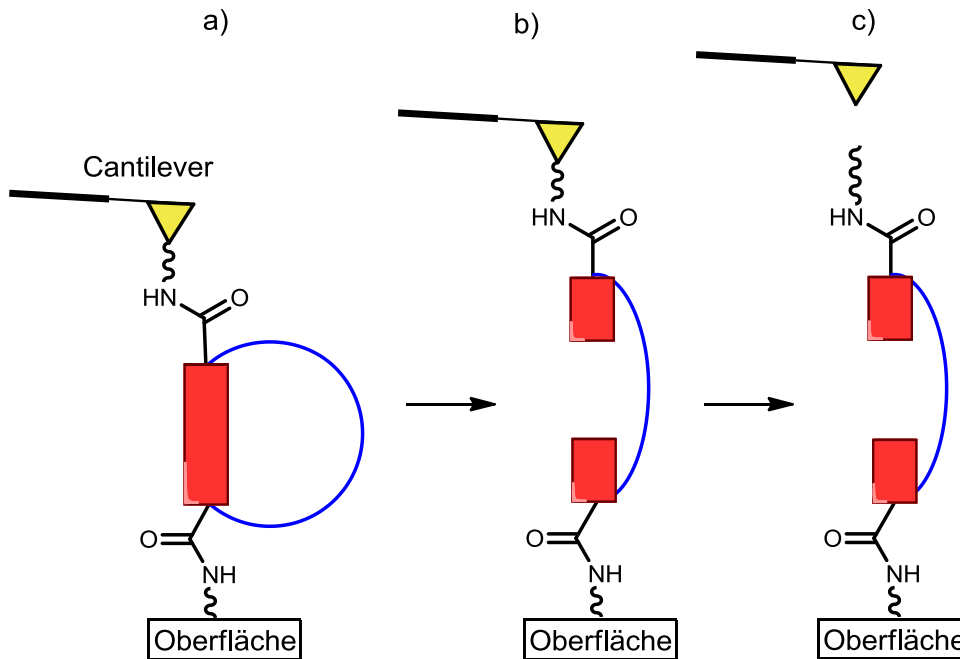 a)
b)
c)
Cantilever
HN
O
HN
O
HN
O
O
NH
O
NH
O
NH
Oberfläche
Oberfläche
Oberfläche